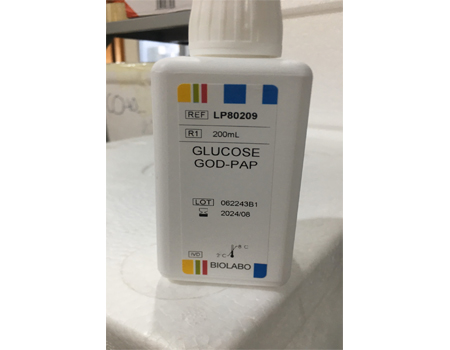 REF LP80209
R1 200mL
GLUCOSE
GOD-PAP
LOT 062243B1
2024/08
IVD
BIOLABO